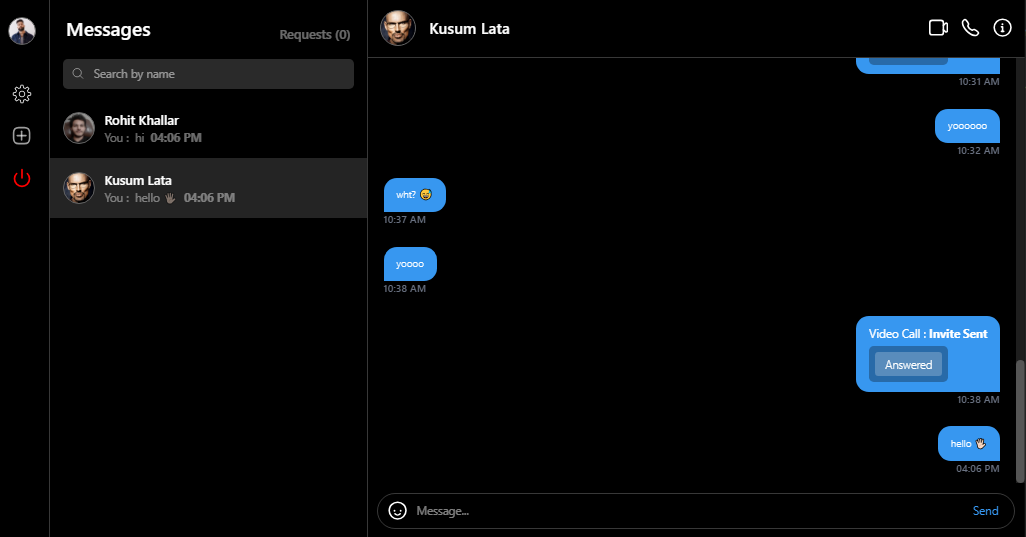 Messages
Requests (0)
Search by name
Rohit Khallar
You : hi 04:06 PM
Kusum Lata
You : hello 🖐🏽 04:06 PM
Kusum Lata
10:31 AM
yoooooo
10:32 AM
wht? 😅
10:37 AM
yoooo
10:38 AM
Video Call : Invite Sent
Answered
10:38 AM
hello 🖐🏽
04:06 PM
Message...
Send